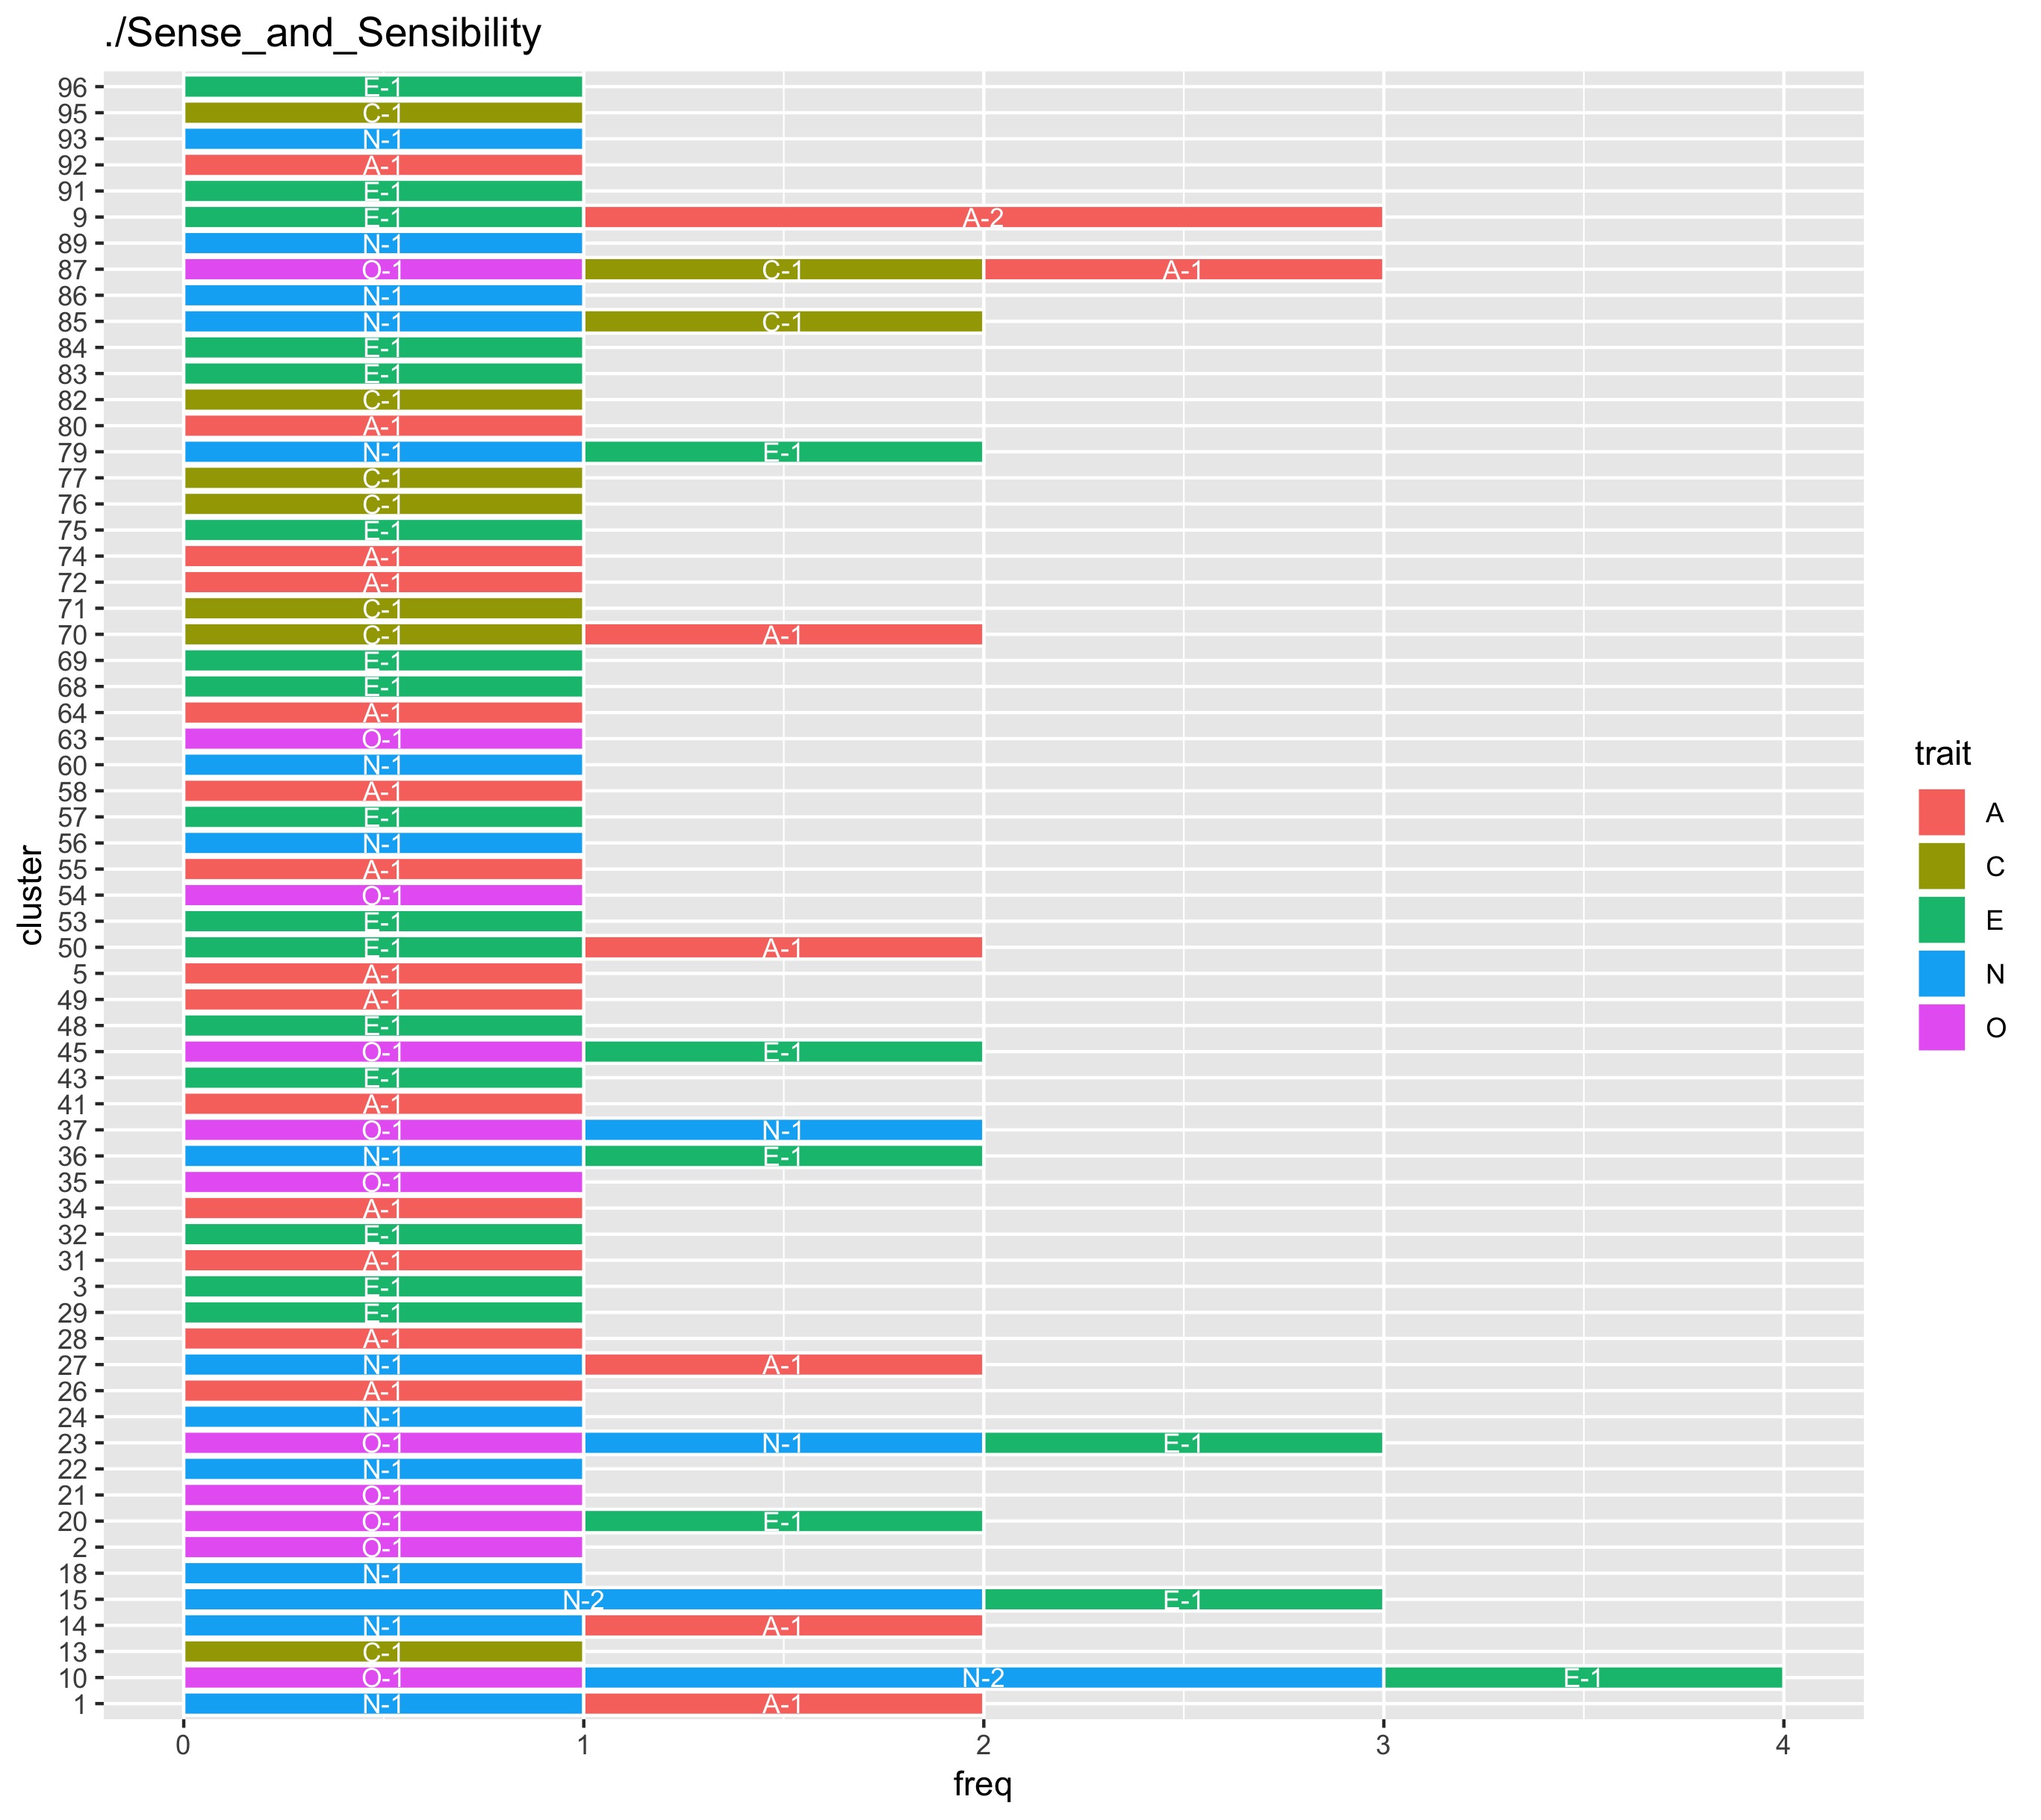 ./Sense_and_Sensibility
96 E-1
95 C-1
93 N-1
92 A-1
91 E-1
9 E-1 A-2
89 N-1
87 O-1 C-1 A-1
86 N-1
85 N-1 C-1
84 E-1
83 E-1
82 C-1
80 A-1
79 N-1 E-1
77 C-1
76 C-1
75 E-1
74 A-1
72 A-1
71 C-1
70 C-1 A-1
69 E-1
68 E-1
64 A-1
63 O-1
60 N-1
58 A-1
57 E-1
56 N-1
55 A-1
54 O-1
53 E-1
50 E-1 A-1
5 A-1
49 A-1
48 E-1
45 O-1 E-1
43 E-1
41 A-1
37 O-1 N-1
36 N-1 E-1
35 O-1
34 A-1
32 E-1
31 A-1
3 E-1
29 E-1
28 A-1
27 N-1 A-1
26 A-1
24 N-1
23 O-1 N-1 E-1
22 N-1
21 O-1
20 O-1 E-1
2 O-1
18 N-1
15 N-2 E-1
14 N-1 A-1
13 C-1
10 O-1 N-2 E-1
1 N-1 A-1
0 1 2 3 4
freq
cluster
trait
A
C
E
N
O